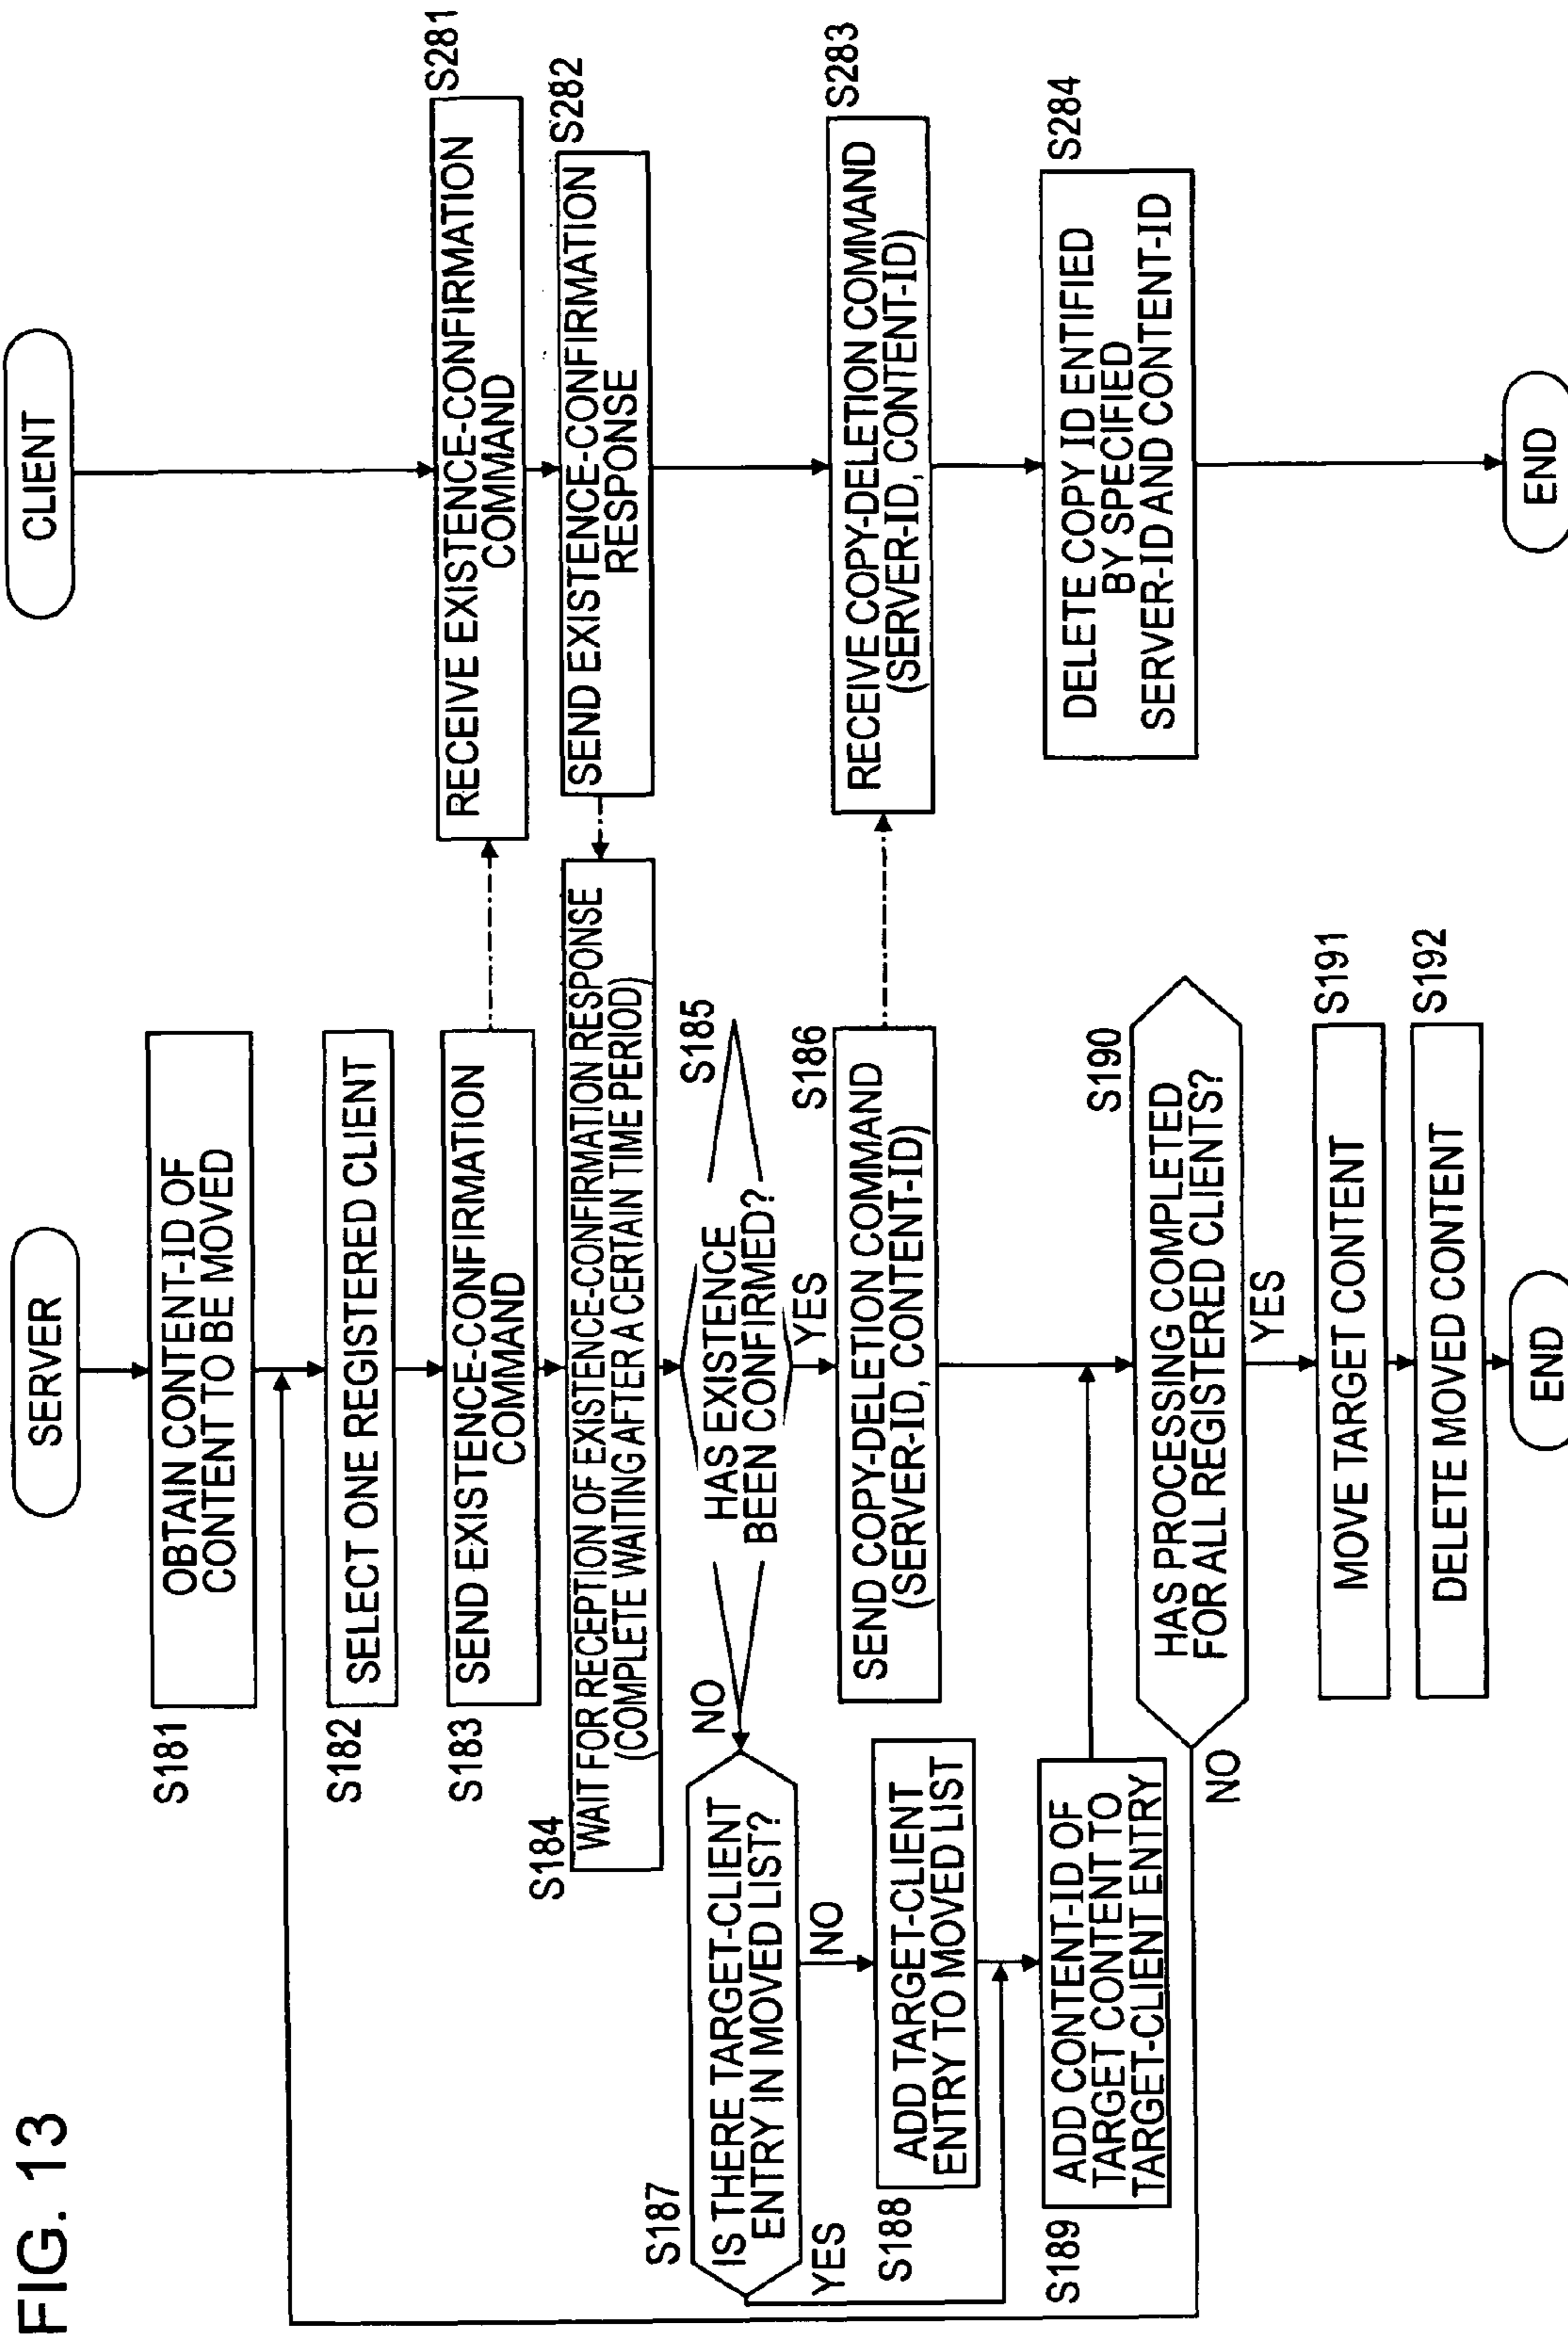 FIG. 13
SERVER
S181
OBTAIN CONTENT-ID OF
CONTENT TO BE MOVED
S182
SELECT ONE REGISTERED CLIENT
S183
SEND EXISTENCE-CONFIRMATION
COMMAND
S184
WAIT FOR RECEPTION OF EXISTENCE-CONFIRMATION RESPONSE
(COMPLETE WAITING AFTER A CERTAIN TIME PERIOD)
S185
HAS EXISTENCE
BEEN CONFIRMED?
NO
YES
S186
SEND COPY-DELETION COMMAND
(SERVER-ID, CONTENT-ID)
S187
IS THERE TARGET-CLIENT
ENTRY IN MOVED LIST?
YES
NO
S188
ADD TARGET-CLIENT
ENTRY TO MOVED LIST
S189
ADD CONTENT-ID OF
TARGET CONTENT TO
TARGET-CLIENT ENTRY
S190
HAS PROCESSING COMPLETED
FOR ALL REGISTERED CLIENTS?
NO
YES
S191
MOVE TARGET CONTENT
S192
DELETE MOVED CONTENT
END
CLIENT
S281
RECEIVE EXISTENCE-CONFIRMATION
COMMAND
S282
SEND EXISTENCE-CONFIRMATION
RESPONSE
S283
RECEIVE COPY-DELETION COMMAND
(SERVER-ID, CONTENT-ID)
S284
DELETE COPY ID IDENTIFIED
BY SPECIFIED
SERVER-ID AND CONTENT-ID
END